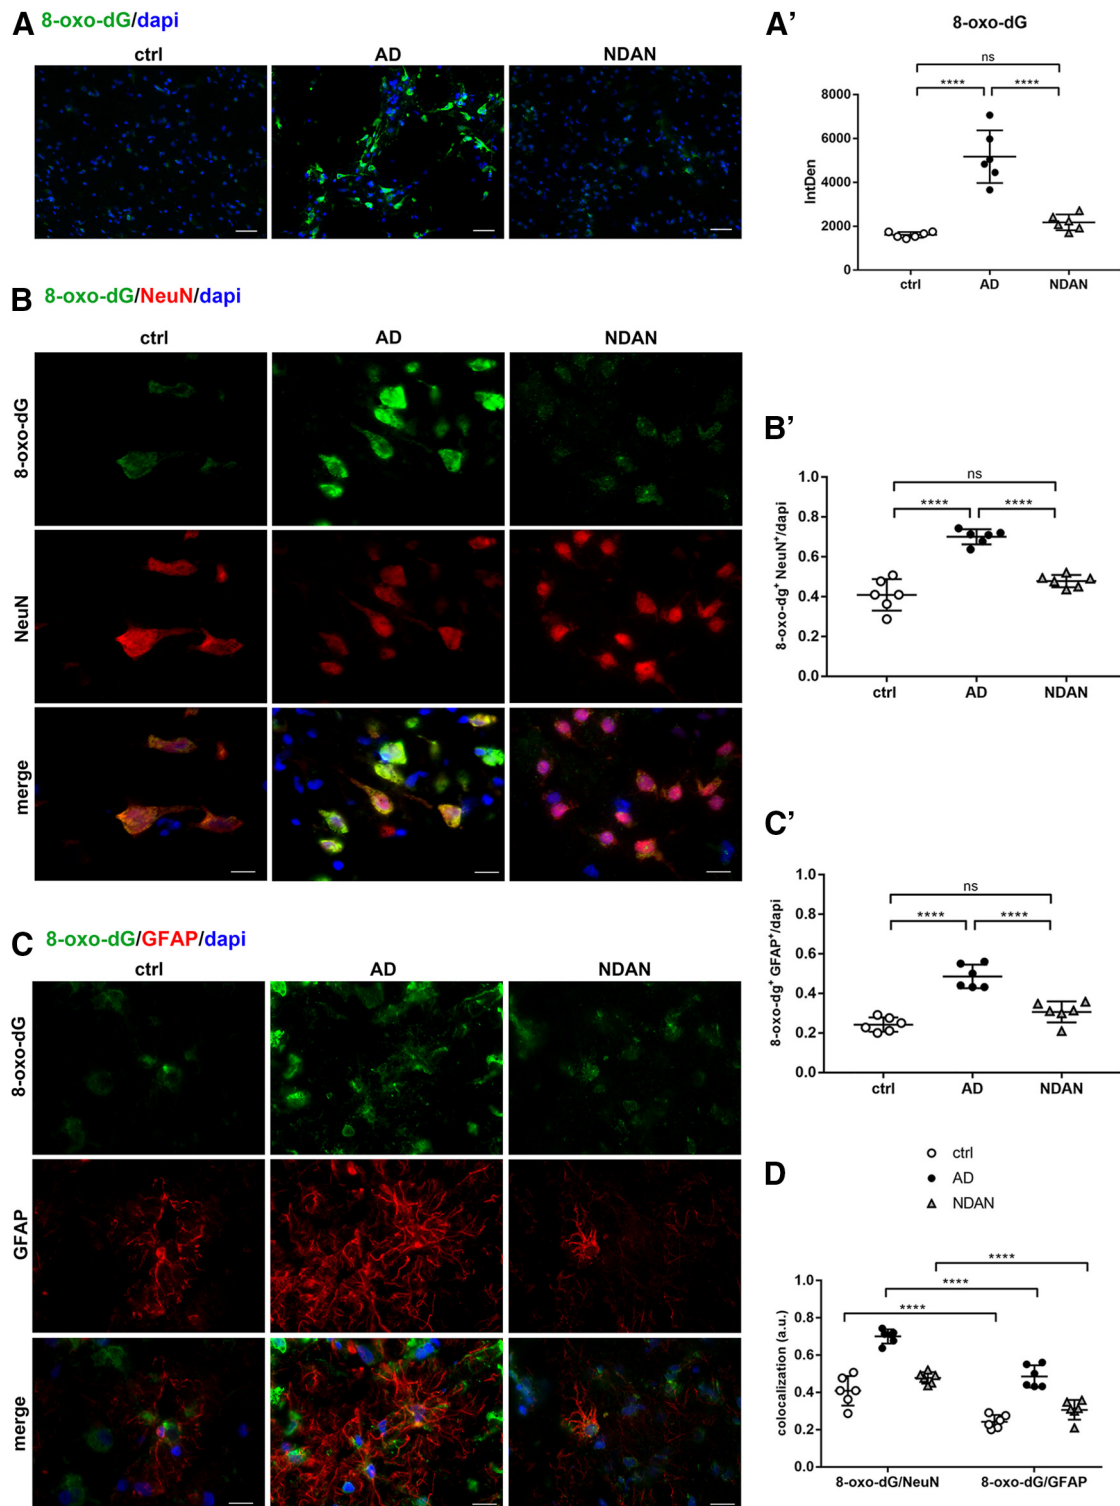 A 8-oxo-dG/dapi
ctrl AD NDAN
A’
8-oxo-dG
ns
**** ****
8000
6000
4000
2000
0
IntDen
ctrl AD NDAN
B 8-oxo-dG/NeuN/dapi
ctrl AD NDAN
8-oxo-dG
NeuN
merge
B’
ns
**** ****
1.0
0.8
0.6
0.4
0.2
0.0
8-oxo-dg+ NeuN+/dapi
ctrl AD NDAN
C 8-oxo-dG/GFAP/dapi
ctrl AD NDAN
8-oxo-dG
GFAP
merge
C’
ns
**** ****
1.0
0.8
0.6
0.4
0.2
0.0
8-oxo-dg+ GFAP+/dapi
ctrl AD NDAN
D
ctrl
AD
NDAN
****
****
****
1.0
0.8
0.6
0.4
0.2
0.0
colocalization (a.u.)
8-oxo-dG/NeuN 8-oxo-dG/GFAP